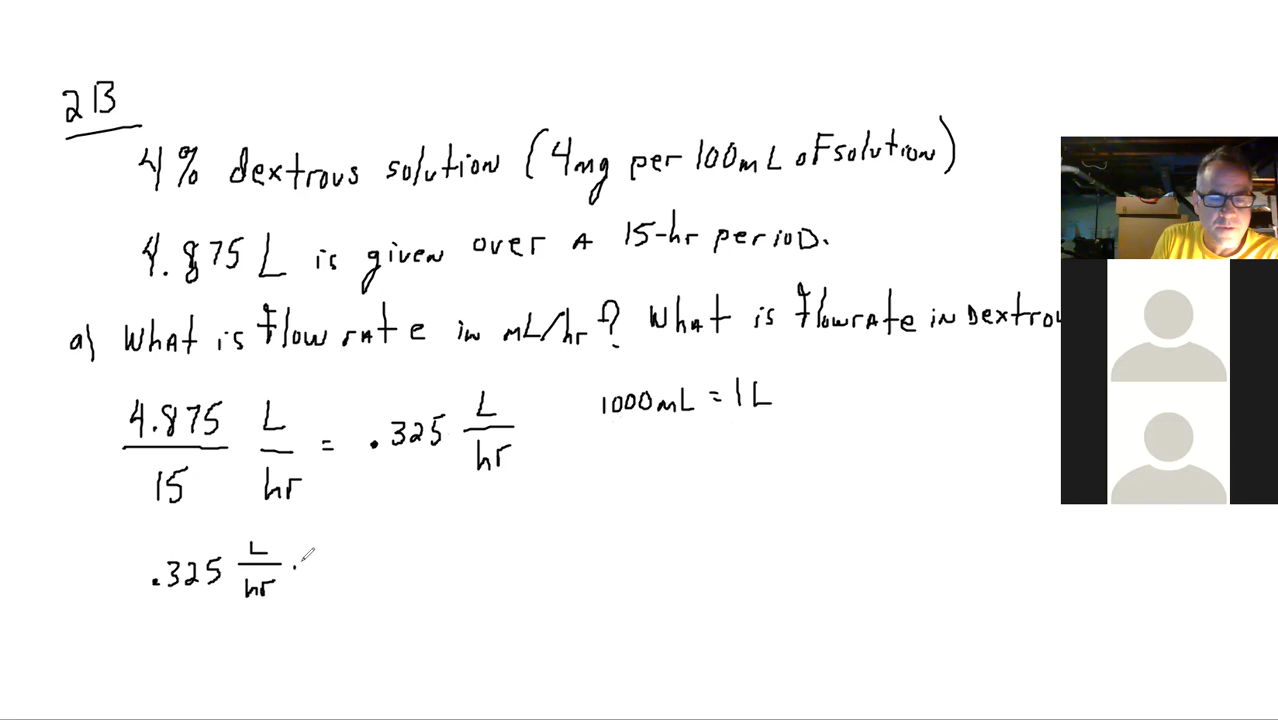 2B
4% dextrous solution (4mg per 100mL of solution)
4.875 L is given over a 15-hr period.
a) What is flow rate in mL/hr? What is flowrate in Dextrou
4.875/15 L/hr = .325 L/hr
1000mL = 1L
.325 L/hr ·